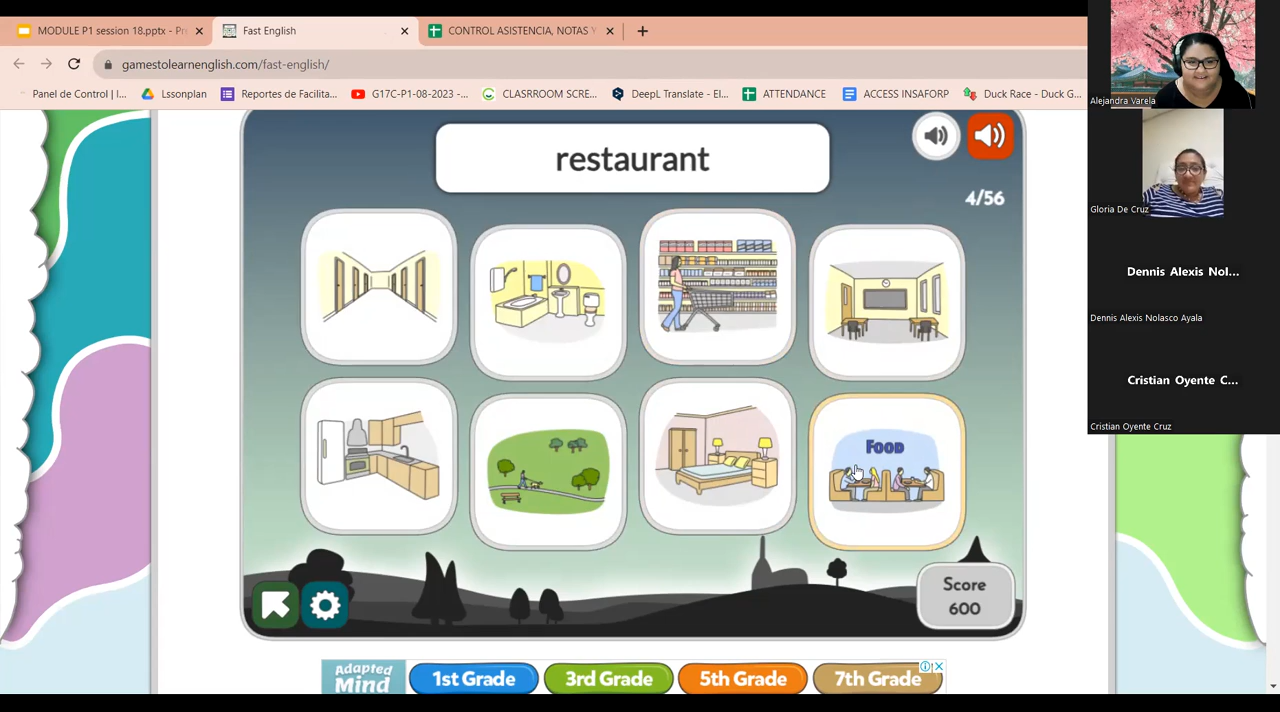 MODULE P1 session 18.pptx - Pr
Fast English
CONTROL ASISTENCIA, NOTAS Y
gamestolearnenglish.com/fast-english/
Panel de Control | I...
Lssonplan
Reportes de Facilita...
G17C-P1-08-2023 -...
CLASSROOM SCRE...
DeepL Translate - El...
ATTENDANCE
ACCESS INSAFORP
Duck Race - Duck G...
restaurant
4/56
FOOD
Score
600
Adapted
Mind
1st Grade
3rd Grade
5th Grade
7th Grade
Alejandra Varela
Gloria De Cruz
Dennis Alexis Nol...
Dennis Alexis Nolasco Ayala
Cristian Oyente C...
Cristian Oyente Cruz